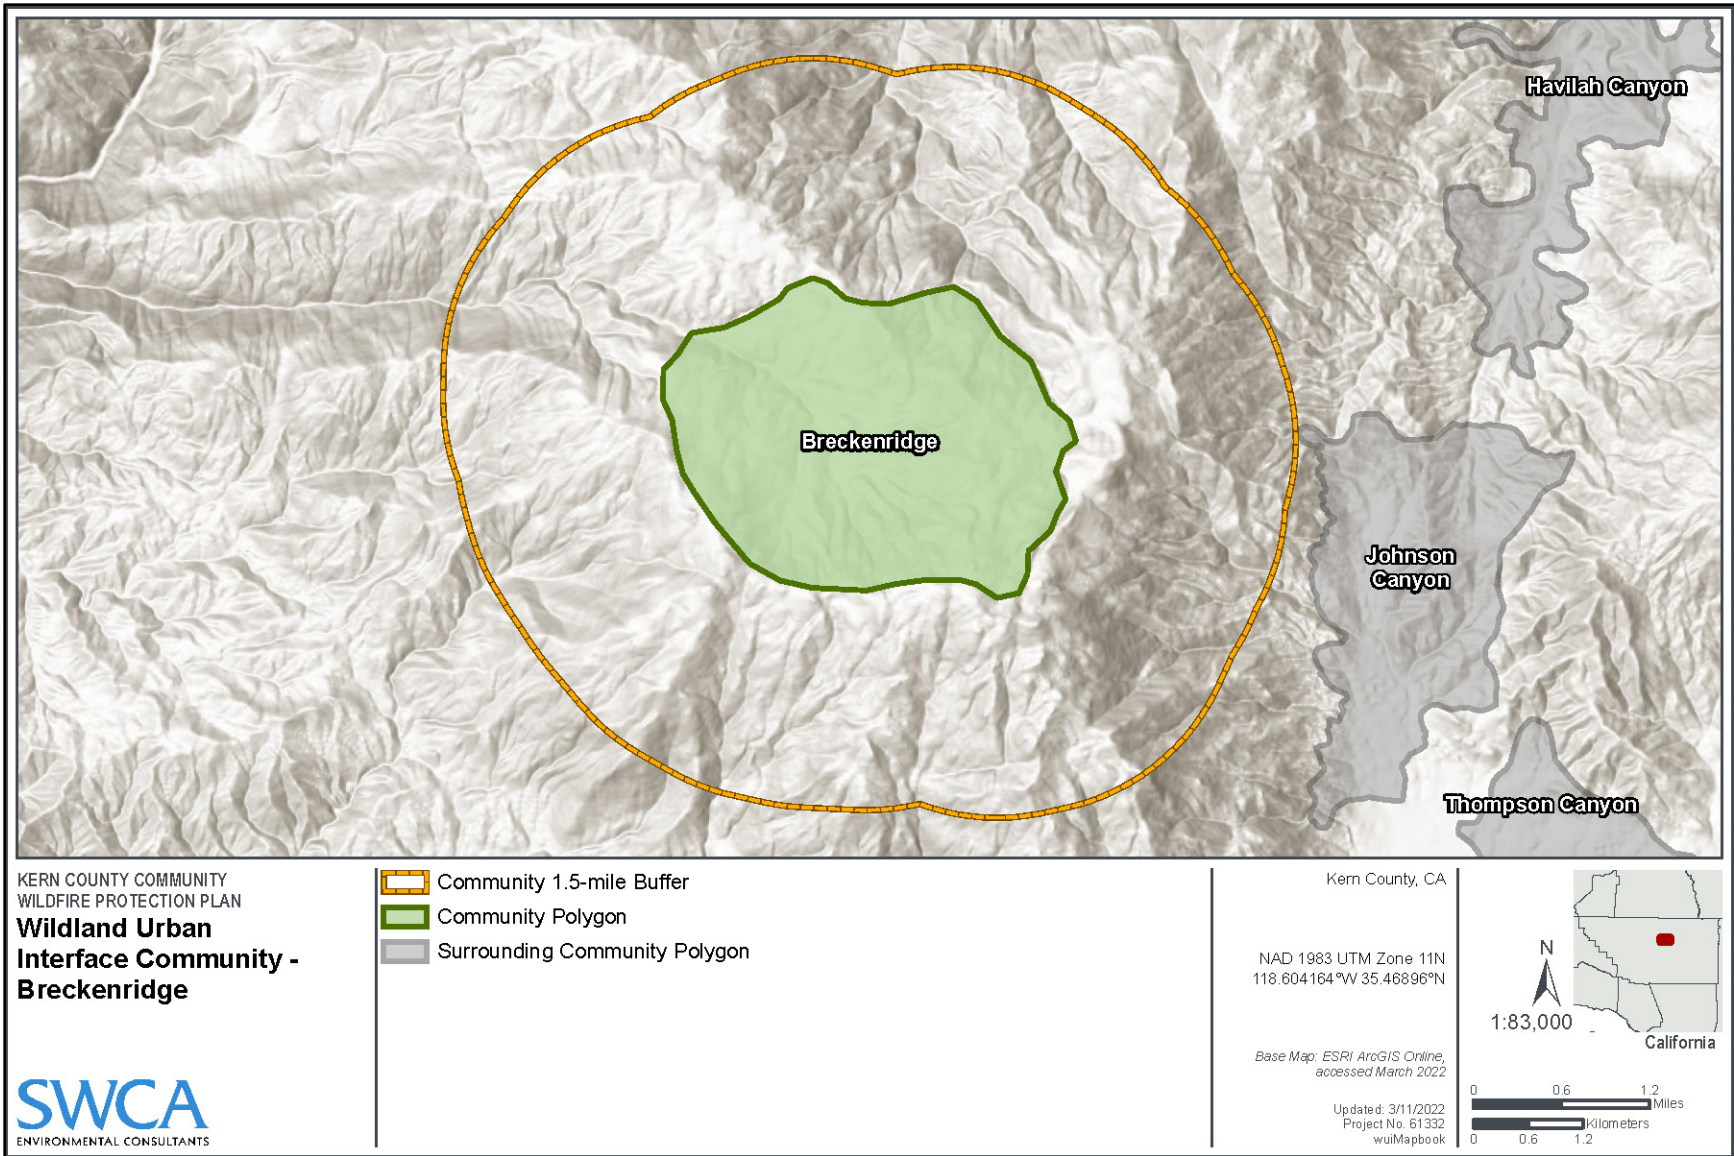 Havilah Canyon
Breckenridge
Johnson
Canyon
Thompson Canyon
KERN COUNTY COMMUNITY
WILDFIRE PROTECTION PLAN
Wildland Urban
Interface Community -
Breckenridge
SWCA
ENVIRONMENTAL CONSULTANTS
Community 1.5-mile Buffer
Community Polygon
Surrounding Community Polygon
Kern County, CA
NAD 1983 UTM Zone 11N
118.604164°W 35.46896°N
Base Map: ESRI ArcGIS Online,
accessed March 2022
Updated: 3/11/2022
Project No. 61332
wuiMapbook
N
1:83,000
California
0 0.6 1.2
Miles
Kilometers
0 0.6 1.2